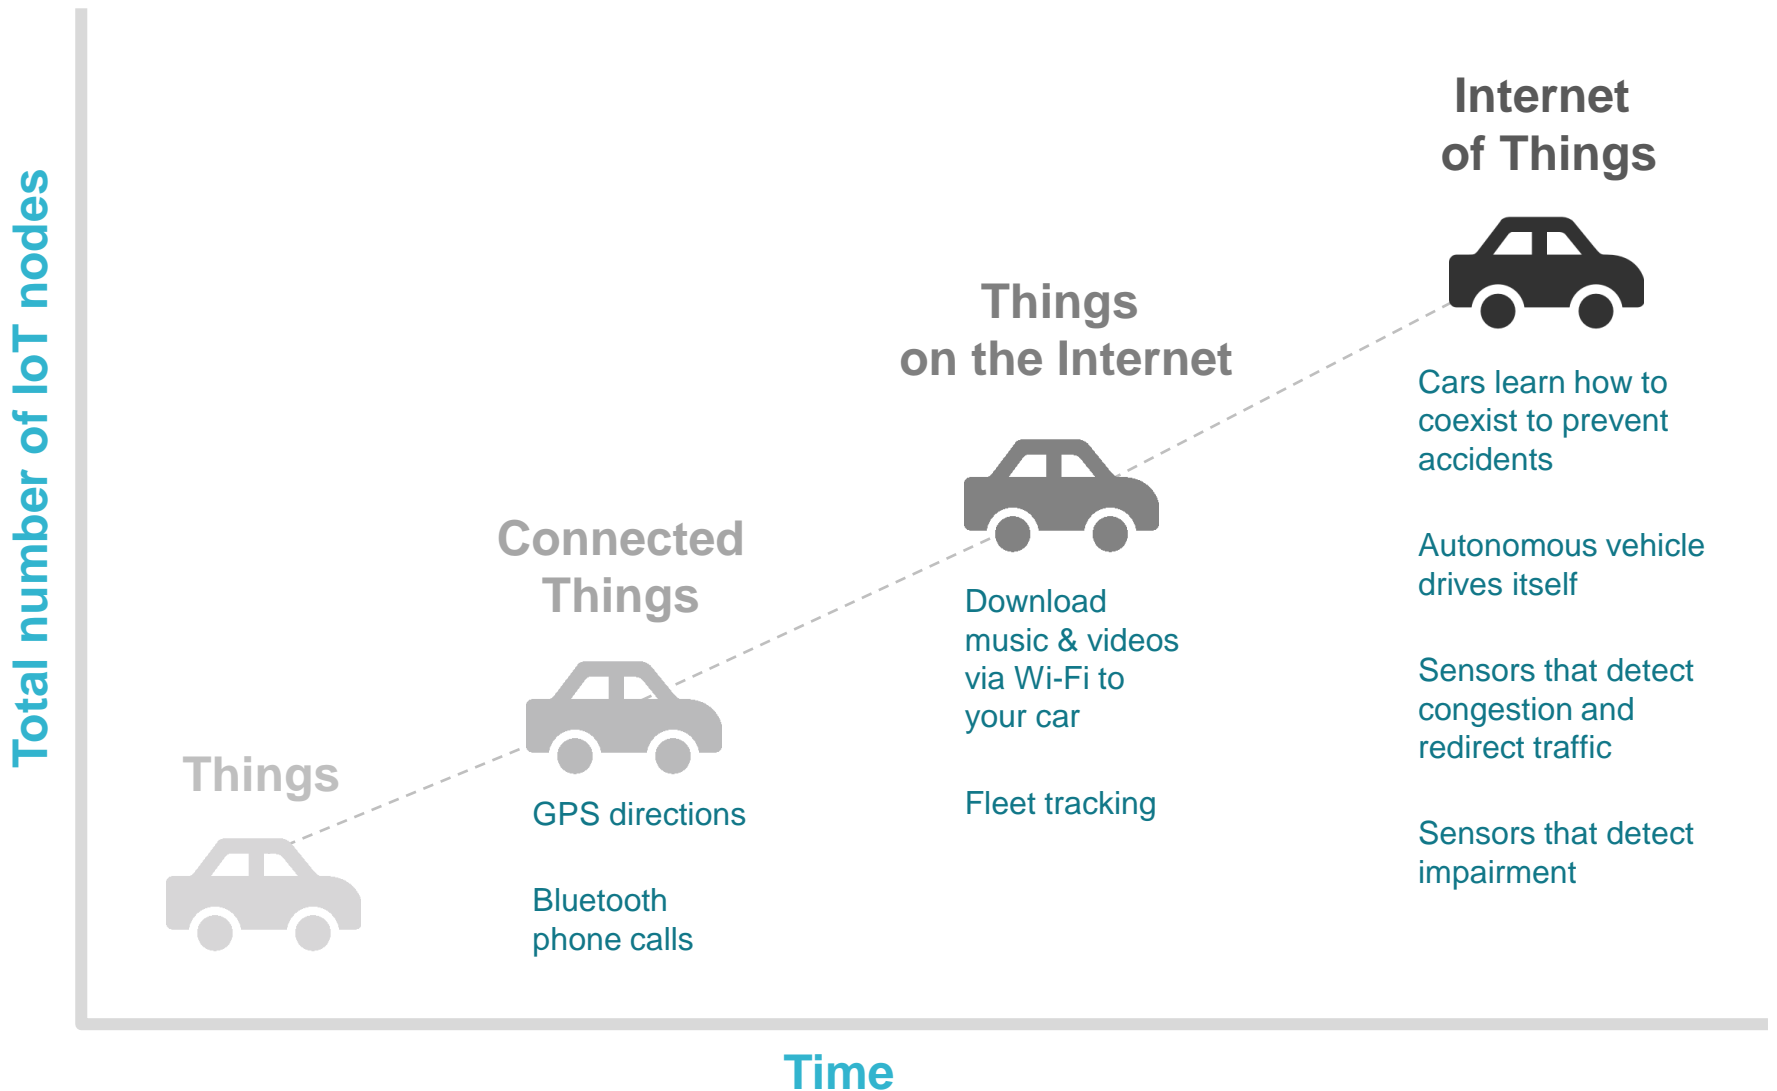 Total number of IoT nodes
Things
Connected
Things
GPS directions
Bluetooth
phone calls
Things
on the Internet
Download
music & videos
via Wi-Fi to
your car
Fleet tracking
Internet
of Things
Cars learn how to
coexist to prevent
accidents
Autonomous vehicle
drives itself
Sensors that detect
congestion and
redirect traffic
Sensors that detect
impairment
Time